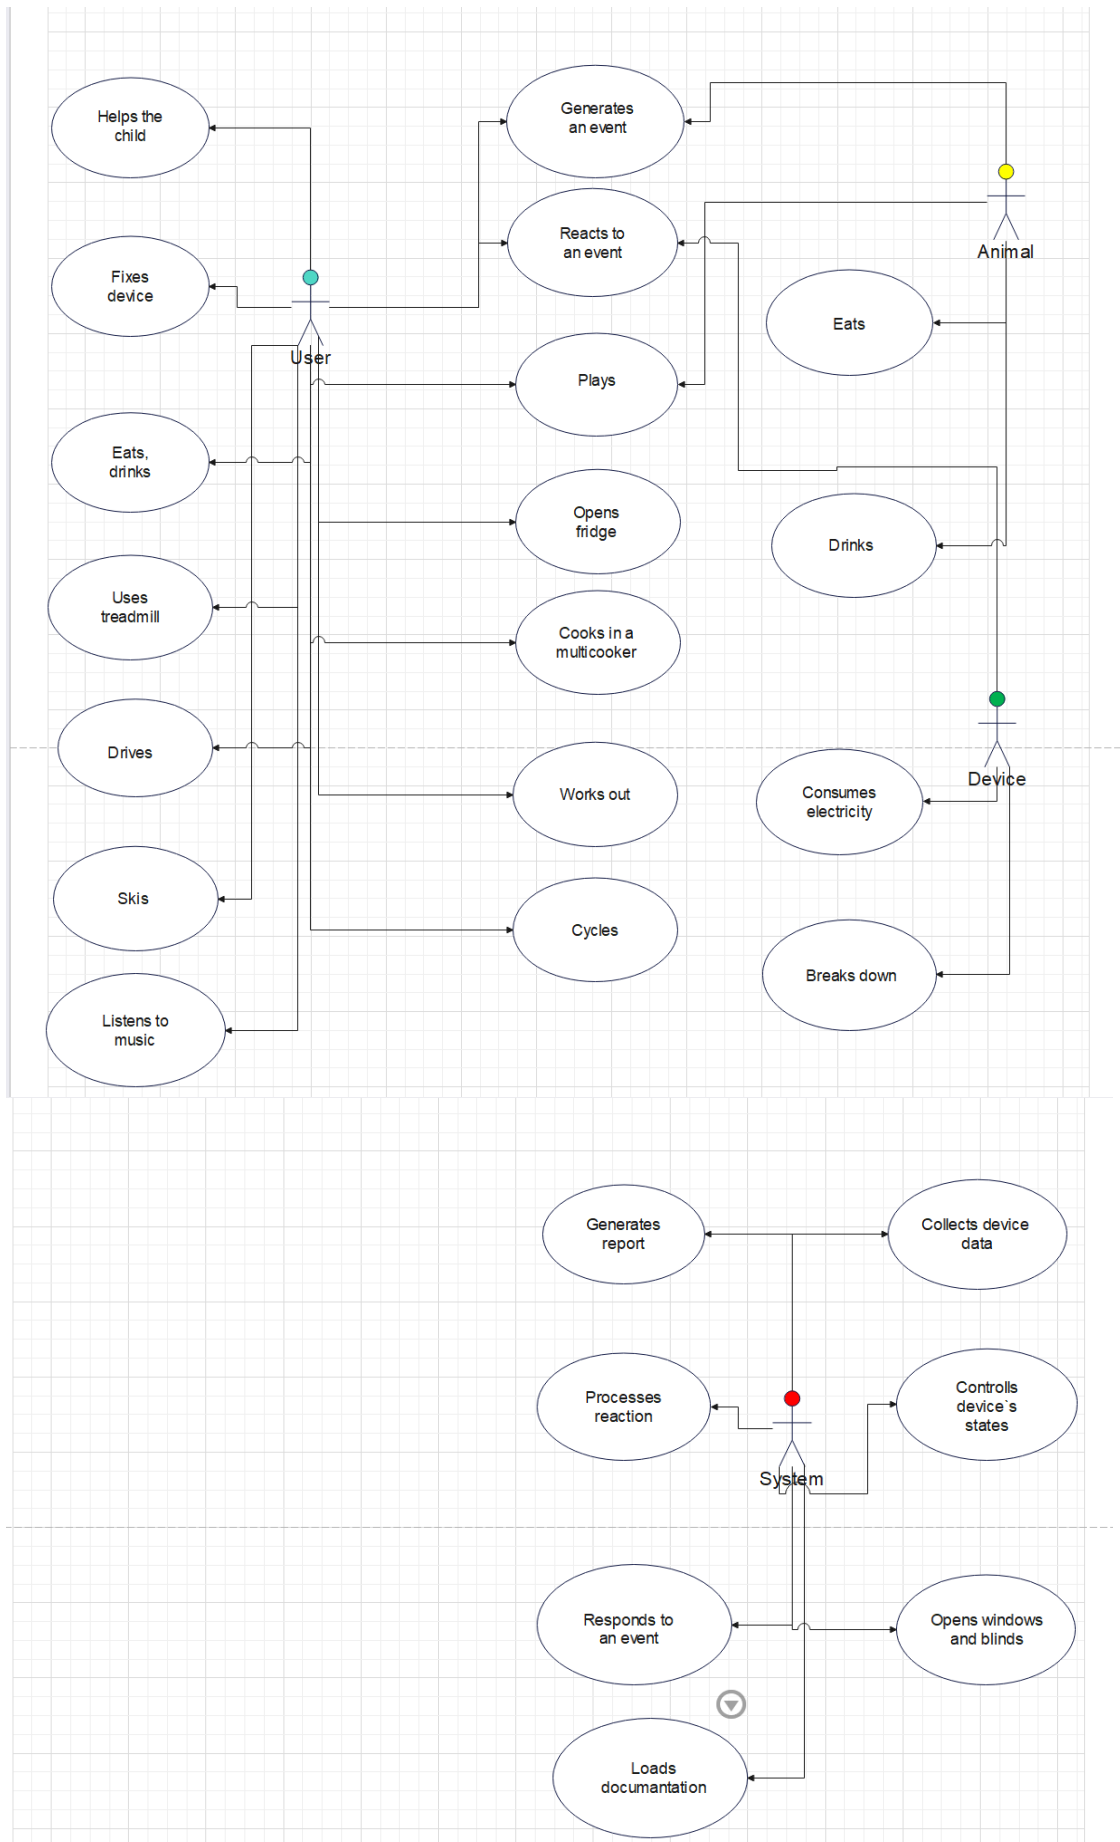 Helps the
child
Generates
an event
Reacts to
an event
Animal
Fixes
device
User
Eats
Plays
Eats,
drinks
Opens
fridge
Drinks
Uses
treadmill
Cooks in a
multicooker
Drives
Device
Consumes
electricity
Works out
Skis
Cycles
Breaks down
Listens to
music
Generates
report
Collects device
data
Processes
reaction
Controlls
device`s
states
System
Responds to
an event
Opens windows
and blinds
Loads
documantation